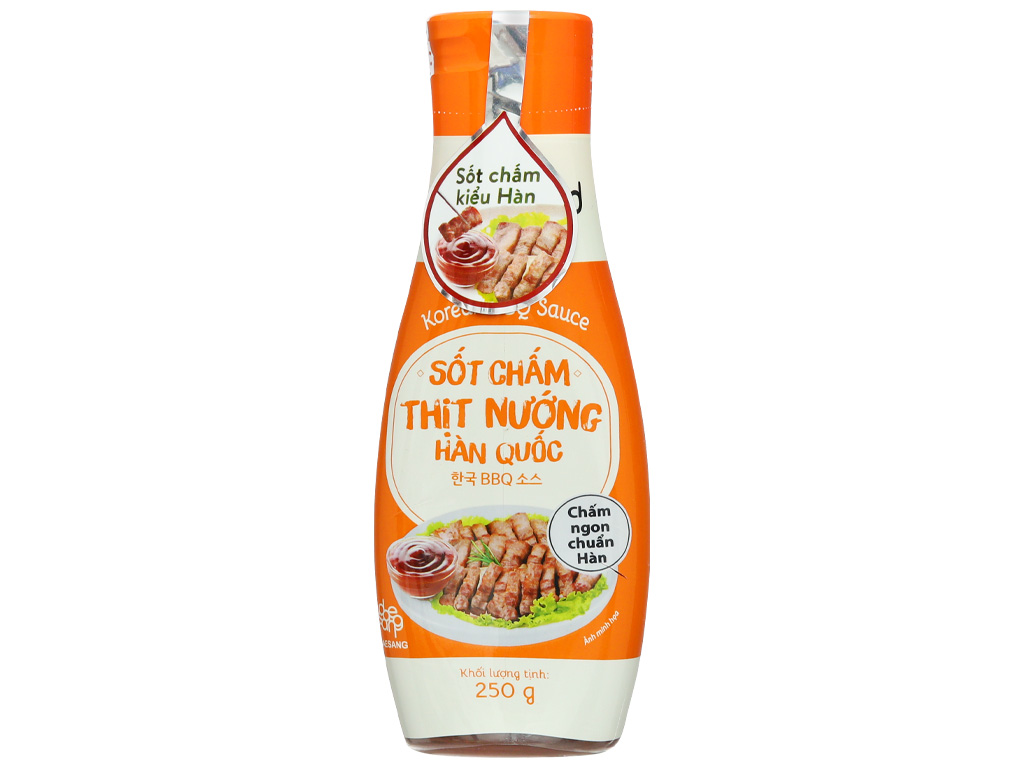 Sốt chấm
kiểu Hàn
d
Sauce
SỐT CHẤM
THỊT NƯỚNG
HÀN QUỐC
한국 BBQ 소스
Chấm
ngon
chuẩn
Hàn
Ảnh minh họa
Khối lượng tịnh:
250 g